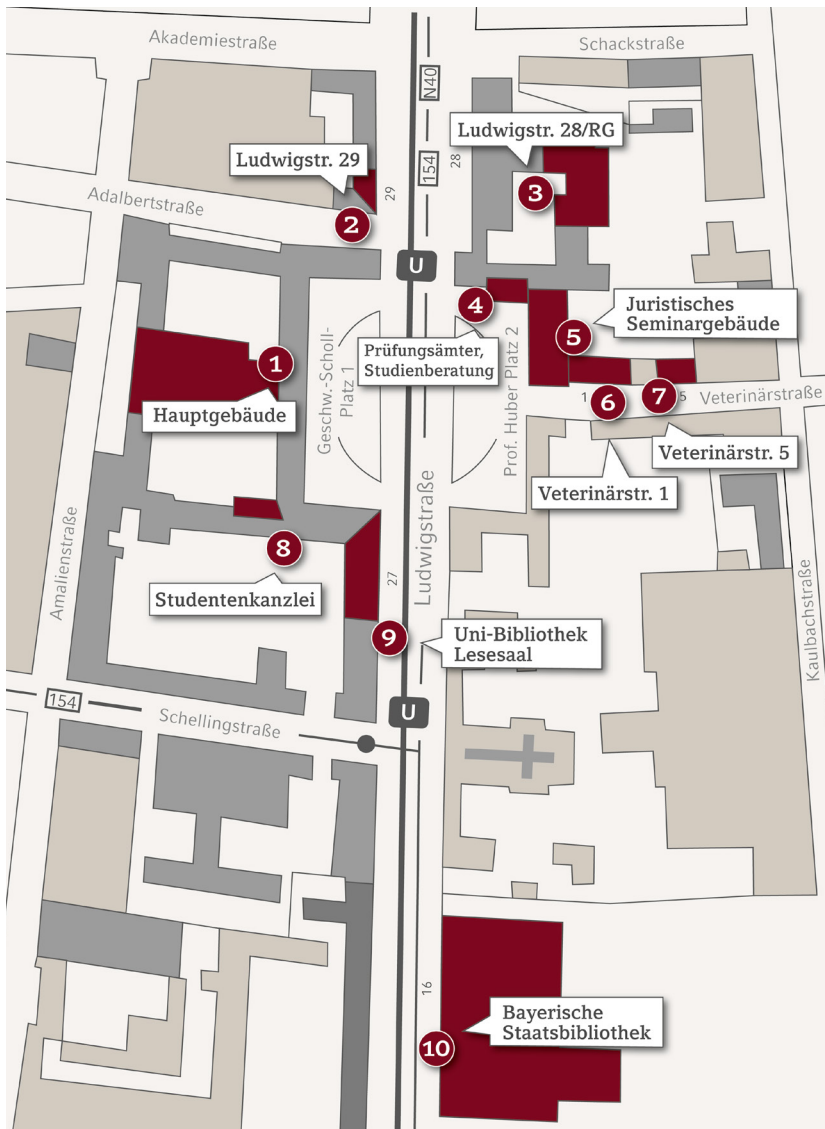 Akademiestraße
Schackstraße
N40
Ludwigstr. 28/RG
28
154
Ludwigstr. 29
29
3
Adalbertstraße
2
U
4
Juristisches
Seminargebäude
5
Prüfungsämter,
Studienberatung
Geschw.-Scholl-
Platz 1
Prof. Huber Platz 2
1
Hauptgebäude
1
6
7
5
Veterinärstraße
Veterinärstr. 5
Veterinärstr. 1
Amalienstraße
8
Studentenkanzlei
27
Ludwigstraße
9
Uni-Bibliothek
Lesesaal
Kaulbachstraße
154
Schellingstraße
U
16
Bayerische
Staatsbibliothek
10